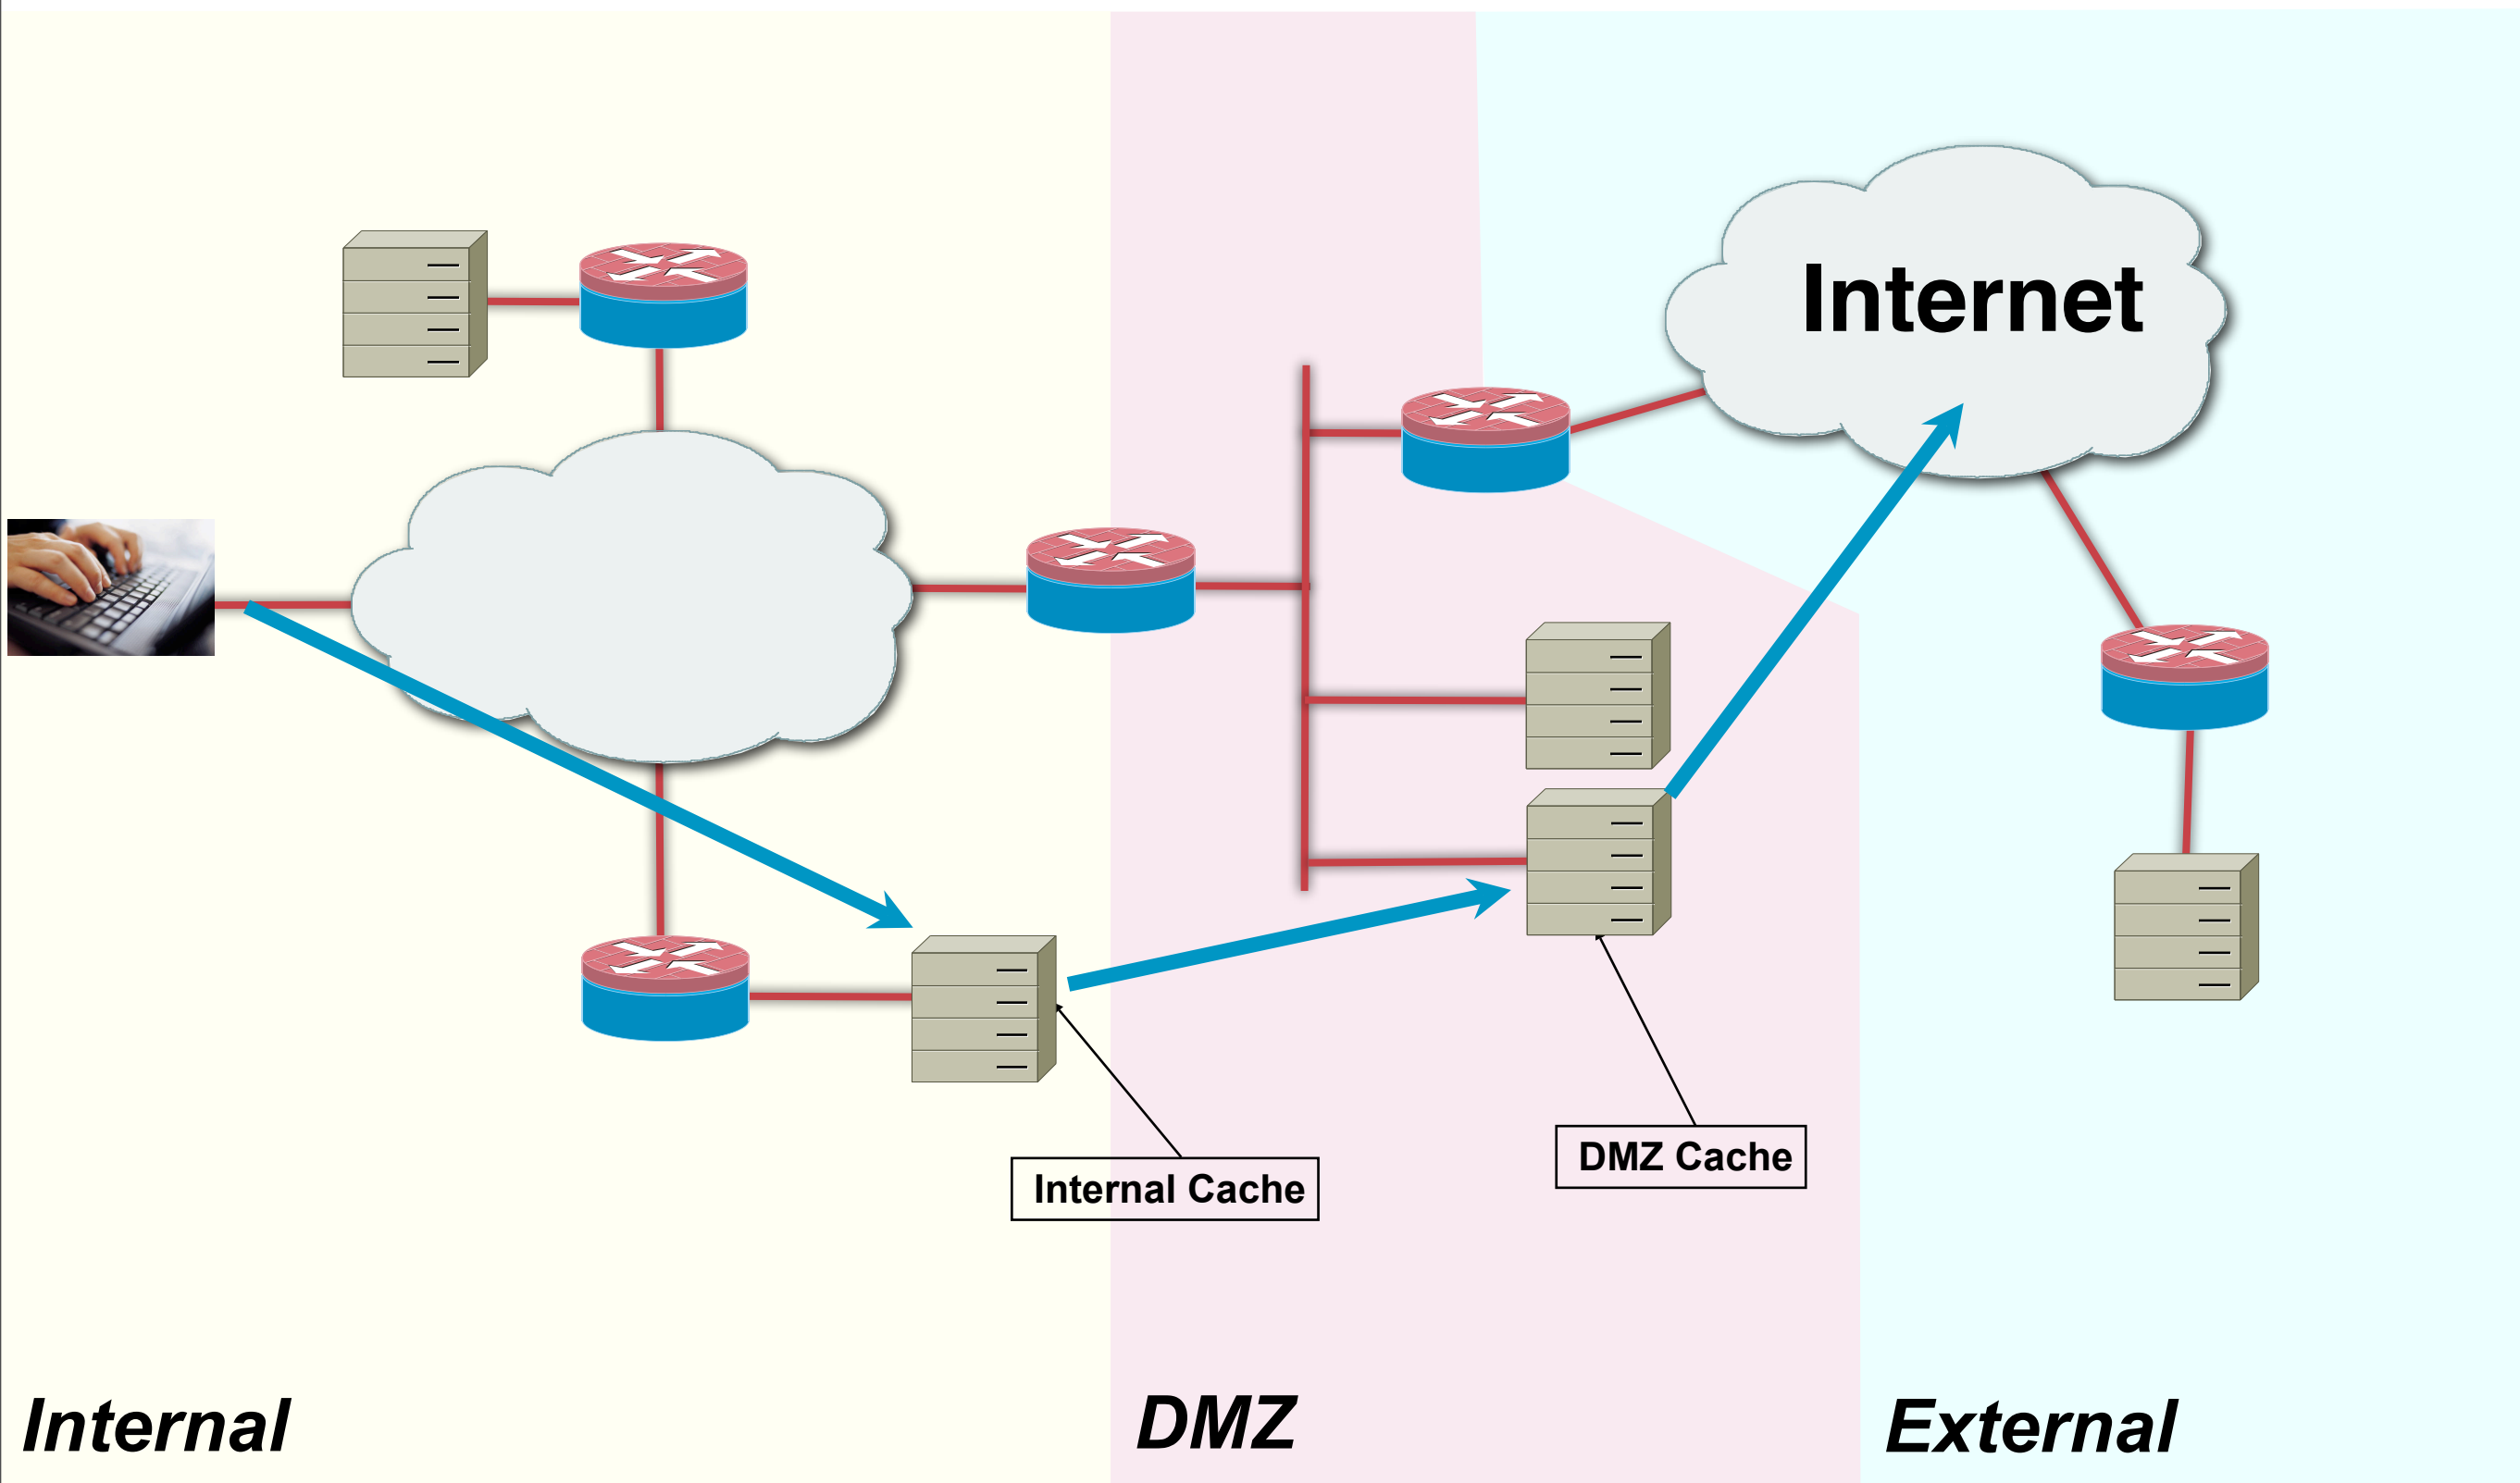 Internet
Internal Cache
DMZ Cache
Internal
DMZ
External